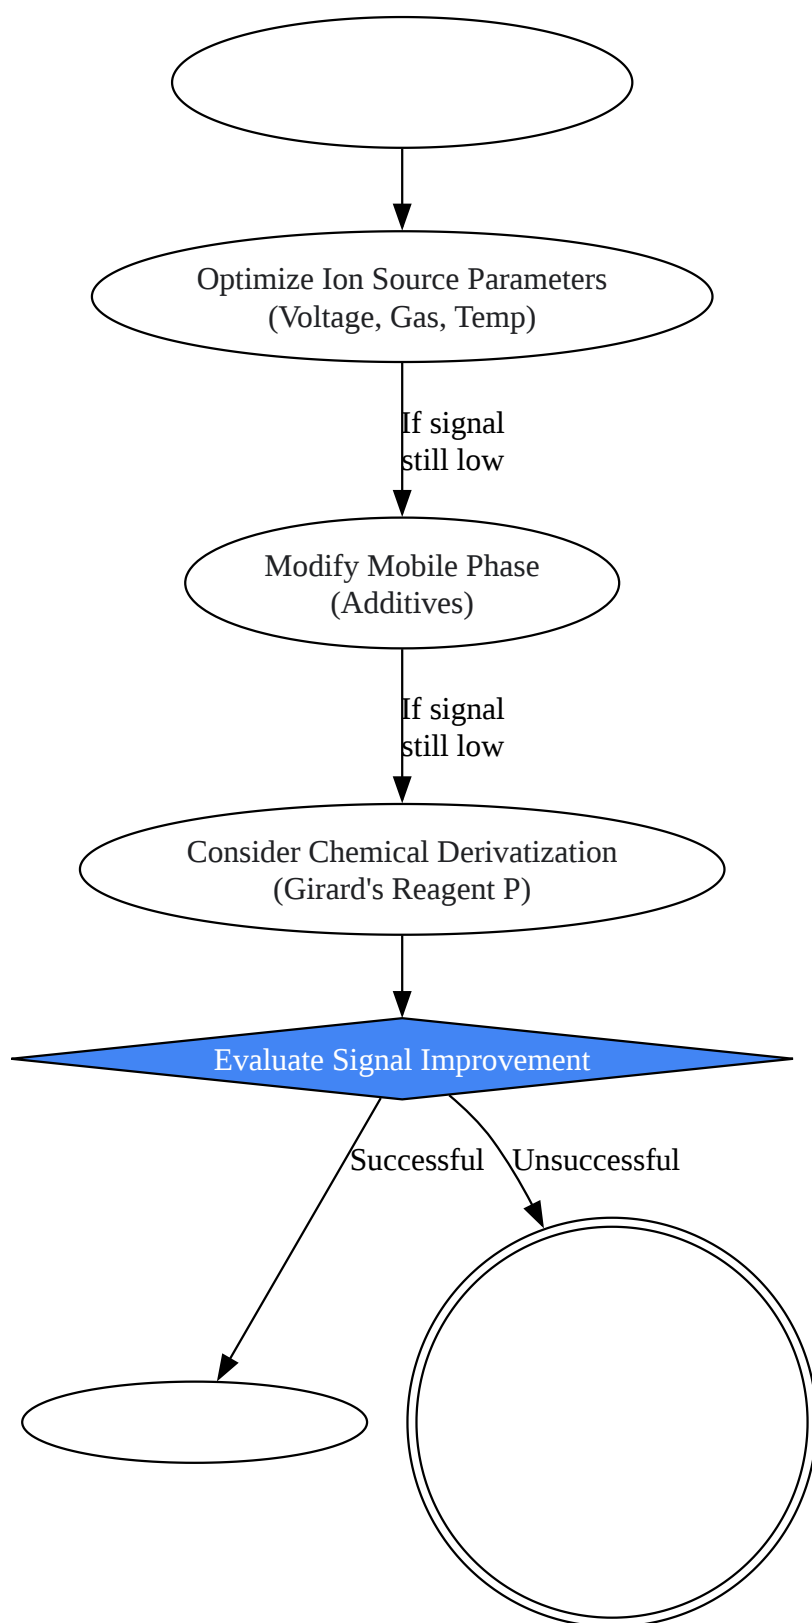 Optimize Ion Source Parameters
(Voltage, Gas, Temp)
If signal
still low
Modify Mobile Phase
(Additives)
If signal
still low
Consider Chemical Derivatization
(Girard's Reagent P)
Evaluate Signal Improvement
Successful
Unsuccessful